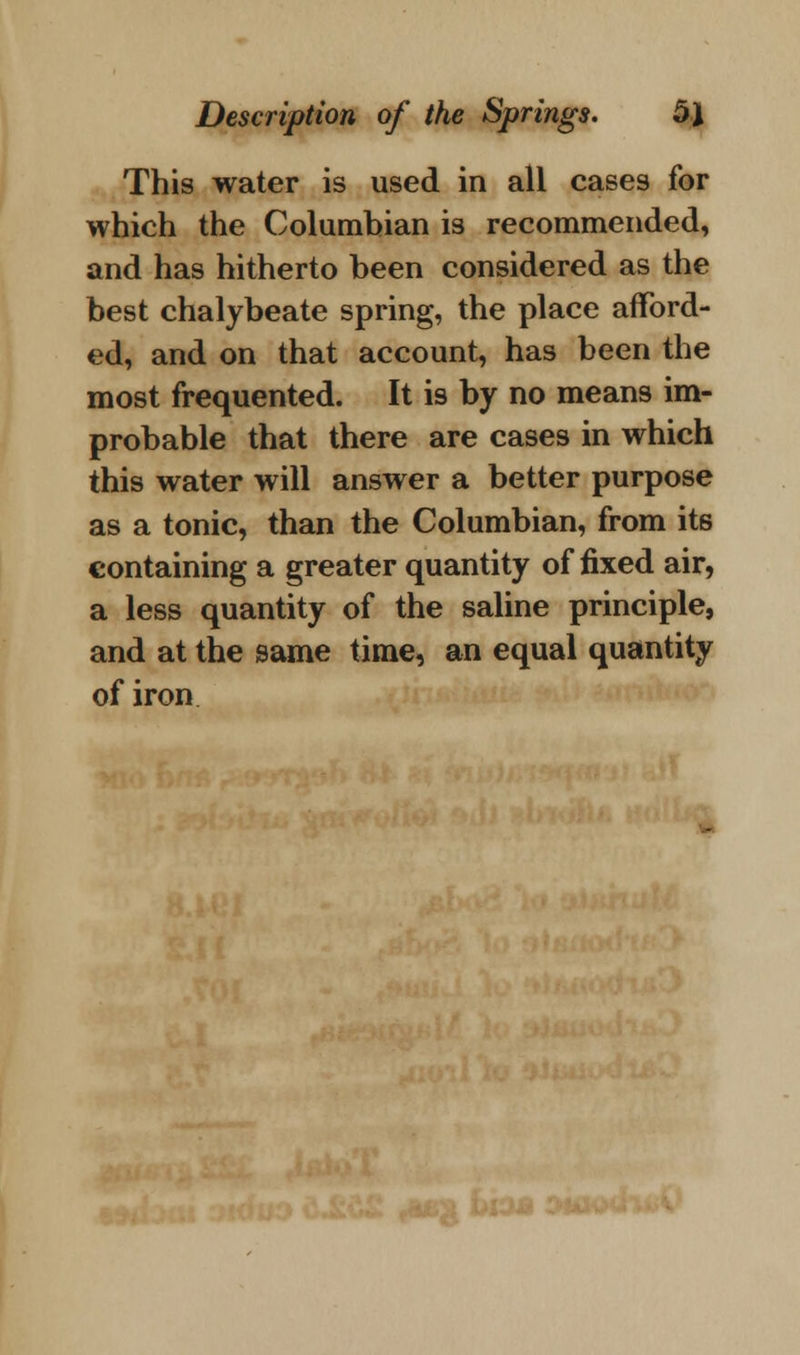 Description of the Springs. 51
This water is used in all cases for
which the Columbian is recommended,
and has hitherto been considered as the
best chalybeate spring, the place afford-
ed, and on that account, has been the
most frequented. It is by no means im-
probable that there are cases in which
this water will answer a better purpose
as a tonic, than the Columbian, from its
containing a greater quantity of fixed air,
a less quantity of the saline principle,
and at the same time, an equal quantity
of iron.